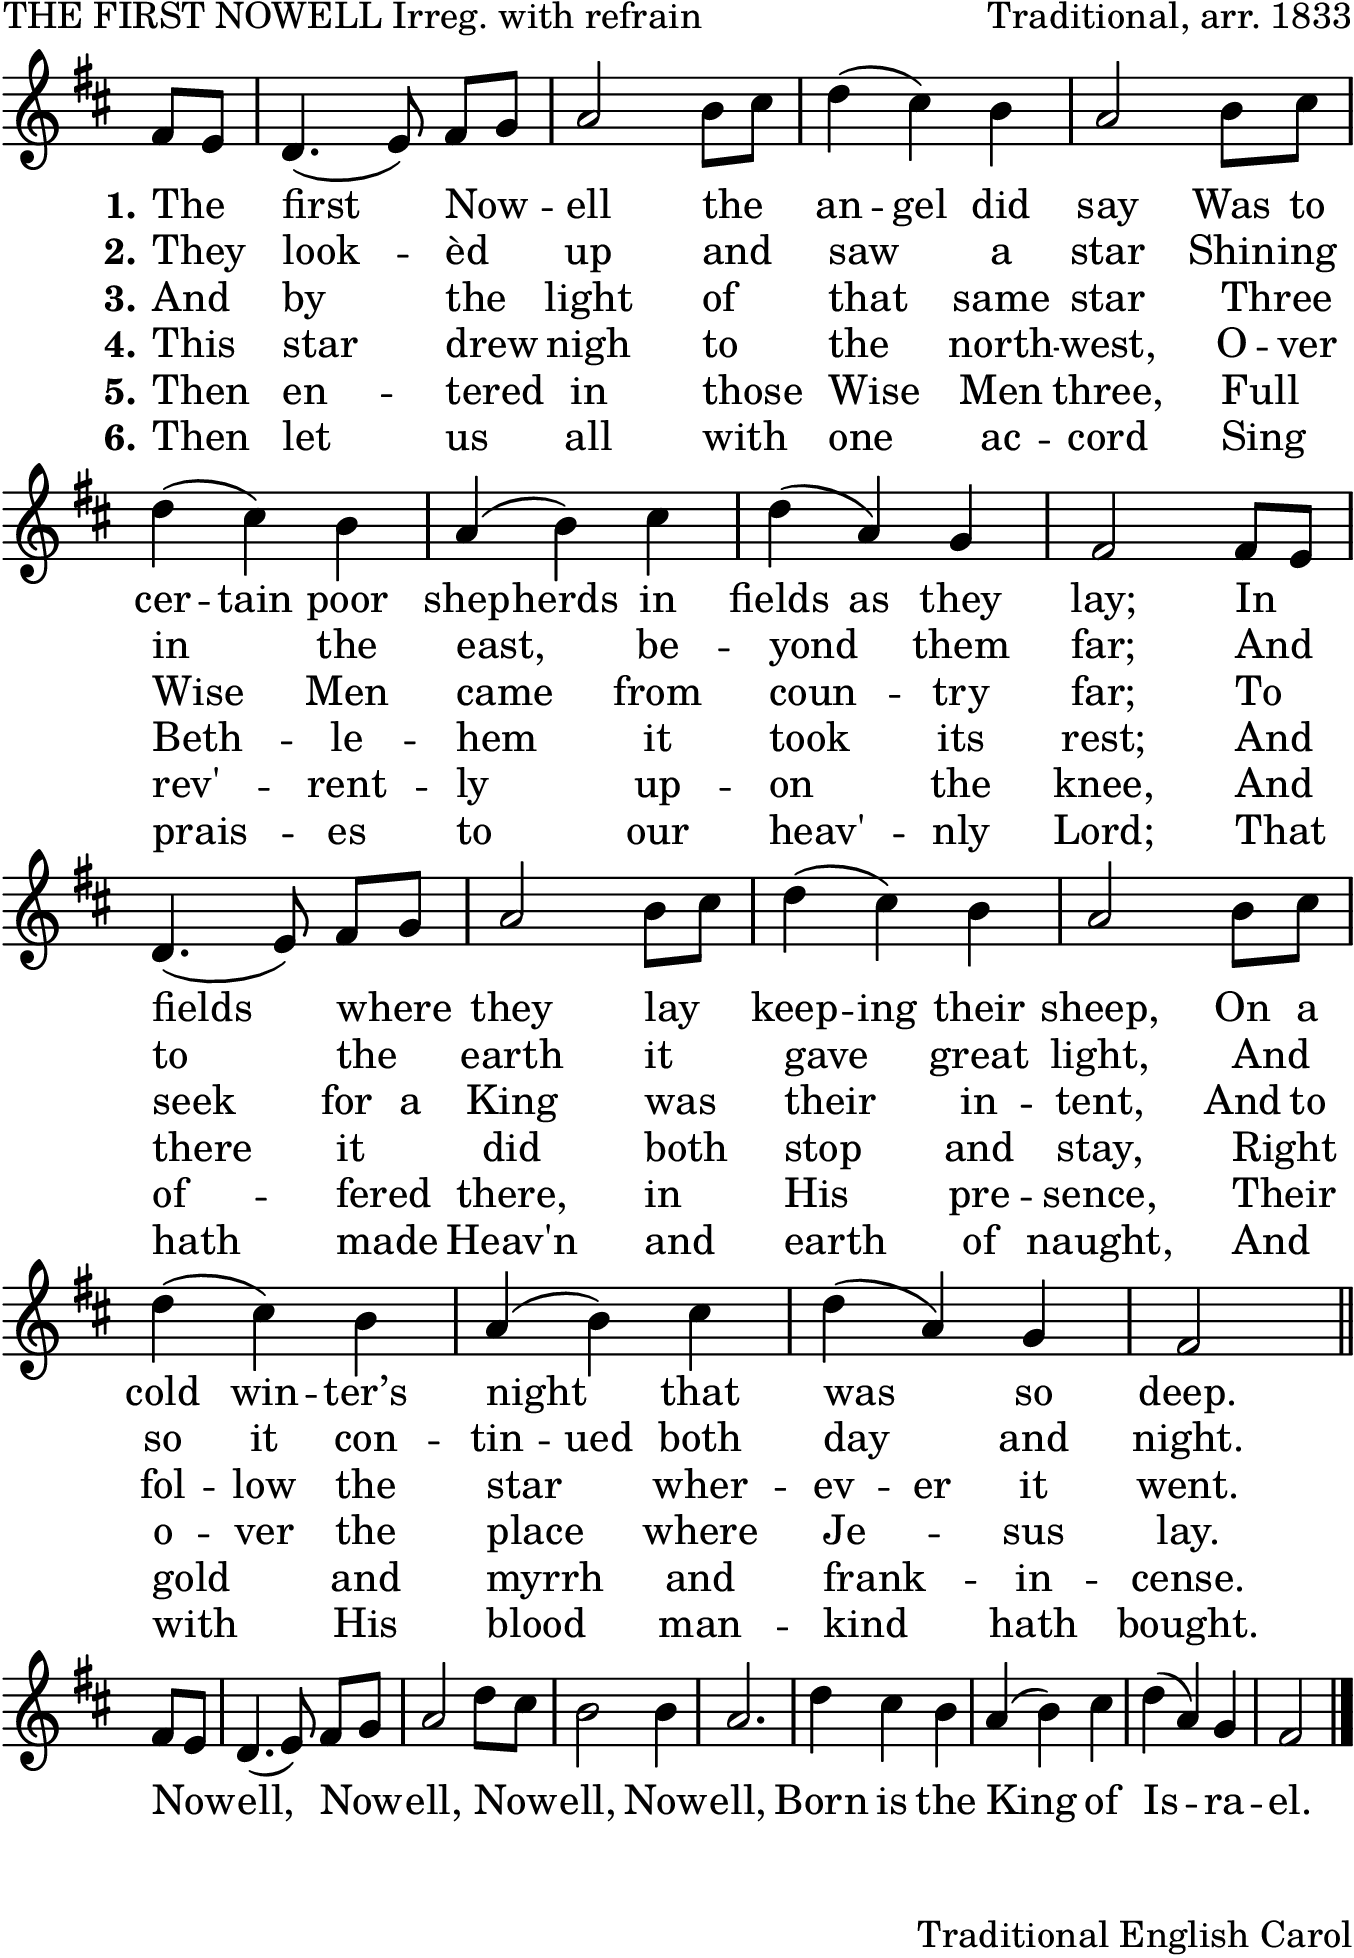 THE FIRST NOWELL Irreg. with refrain Traditional, arr. 1833
1. The first Now - ell the an - gel did say Was to
2. They look - èd up and saw a star Shining
3. And by the light of that same star Three
4. This star drew nigh to the north - west, O - ver
5. Then en - tered in those Wise Men three, Full
6. Then let us all with one ac - cord Sing
cer - tain poor shepherds in fields as they lay; In
in the east, be - yond them far; And
Wise Men came from coun - try far; To
Beth - le - hem it took its rest; And
rev' - rent - ly up - on the knee, And
prais - es to our heav' - nly Lord; That
fields where they lay keep - ing their sheep, On a
to the earth it gave great light, And
seek for a King was their in - tent, And to
there it did both stop and stay, Right
of - fered there, in His pre - sence, Their
hath made Heav'n and earth of naught, And
cold win - ter’s night that was so deep.
so it con - tin - ued both day and night.
fol - low the star wher - ev - er it went.
o - ver the place where Je - sus lay.
gold and myrrh and frank - in - cense.
with His blood man - kind hath bought.
Nowell, Nowell, Nowell, Nowell, Born is the King of Is - ra - el.
Traditional English Carol